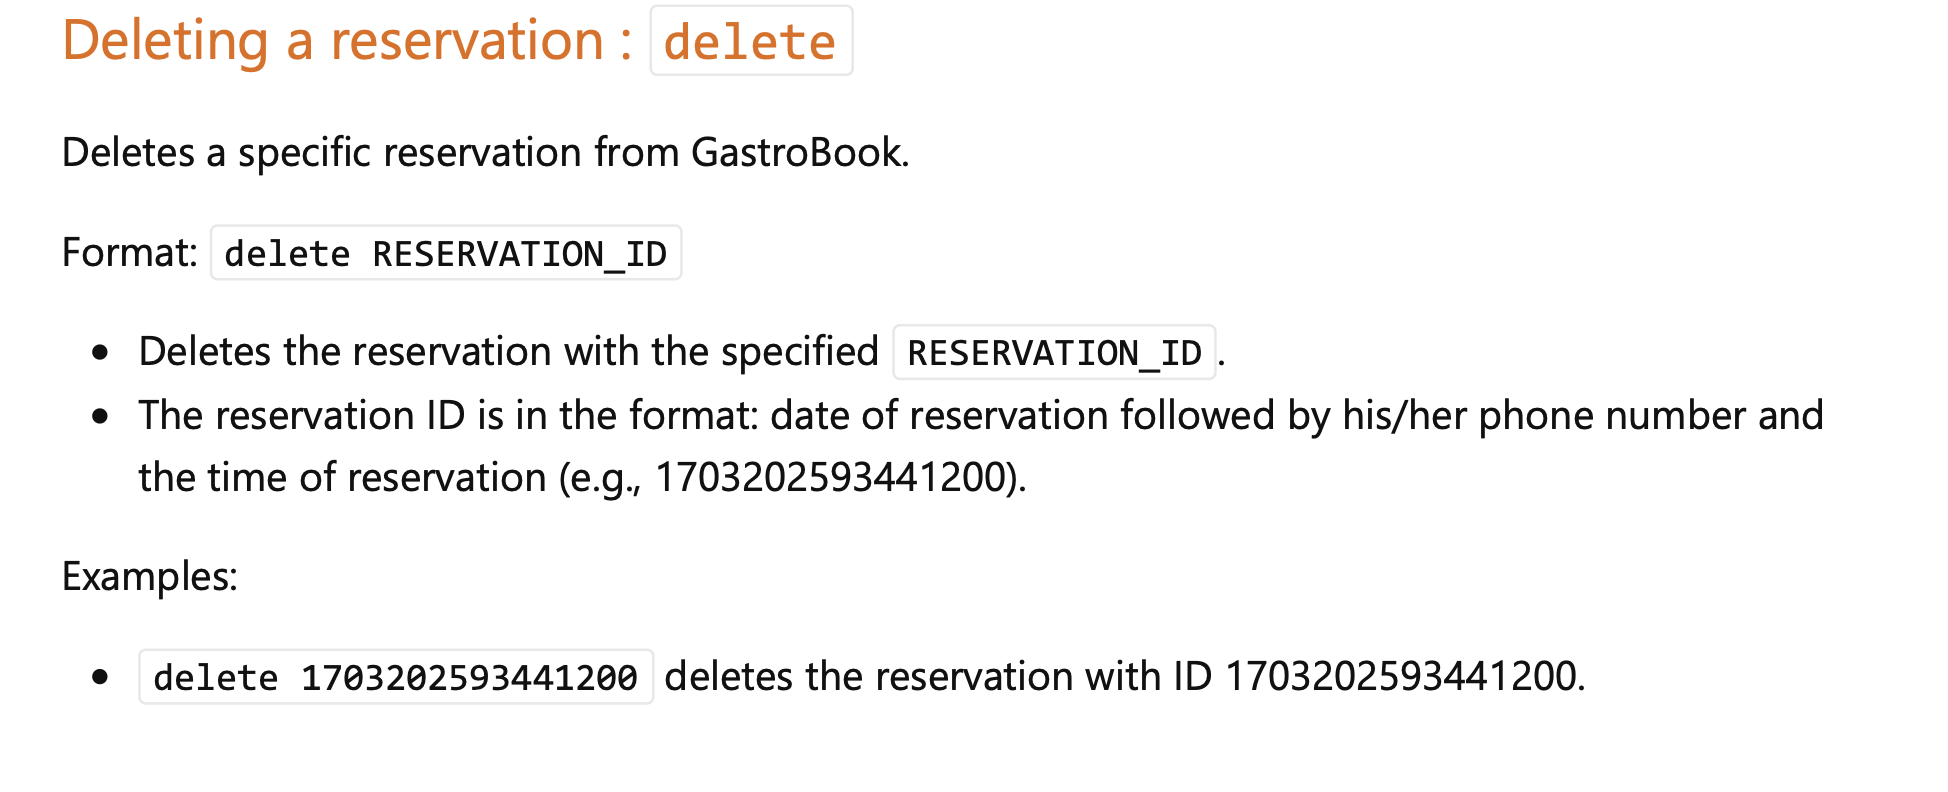 Deleting a reservation : delete
Deletes a specific reservation from GastroBook.
Format: delete RESERVATION_ID
• Deletes the reservation with the specified RESERVATION_ID.
• The reservation ID is in the format: date of reservation followed by his/her phone number and
the time of reservation (e.g., 1703202593441200).
Examples:
• delete 1703202593441200 deletes the reservation with ID 1703202593441200.